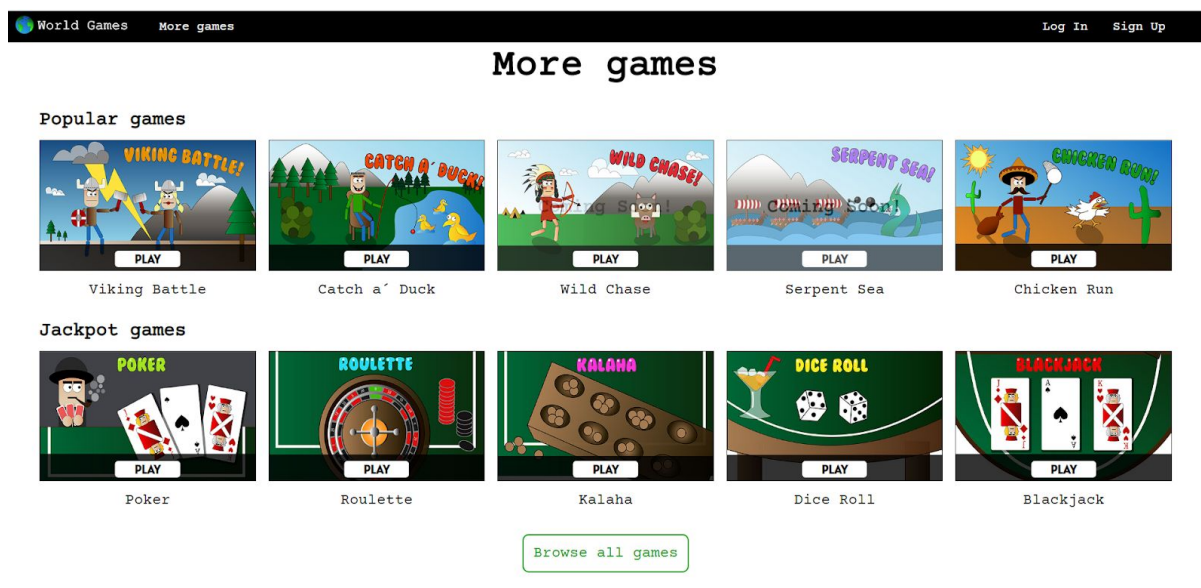 World Games More games Log In Sign Up
More games
Popular games
VIKING BATTLE! CATCH A´ DUCK! WILD CHASE! SERPENT SEA! CHICKEN RUN!
Coming Soon! Coming Soon!
PLAY PLAY PLAY PLAY PLAY
Viking Battle Catch a´ Duck Wild Chase Serpent Sea Chicken Run
Jackpot games
POKER ROULETTE KALAHA DICE ROLL BLACKJACK
J A K J A K
PLAY PLAY PLAY PLAY PLAY
Poker Roulette Kalaha Dice Roll Blackjack
Browse all games